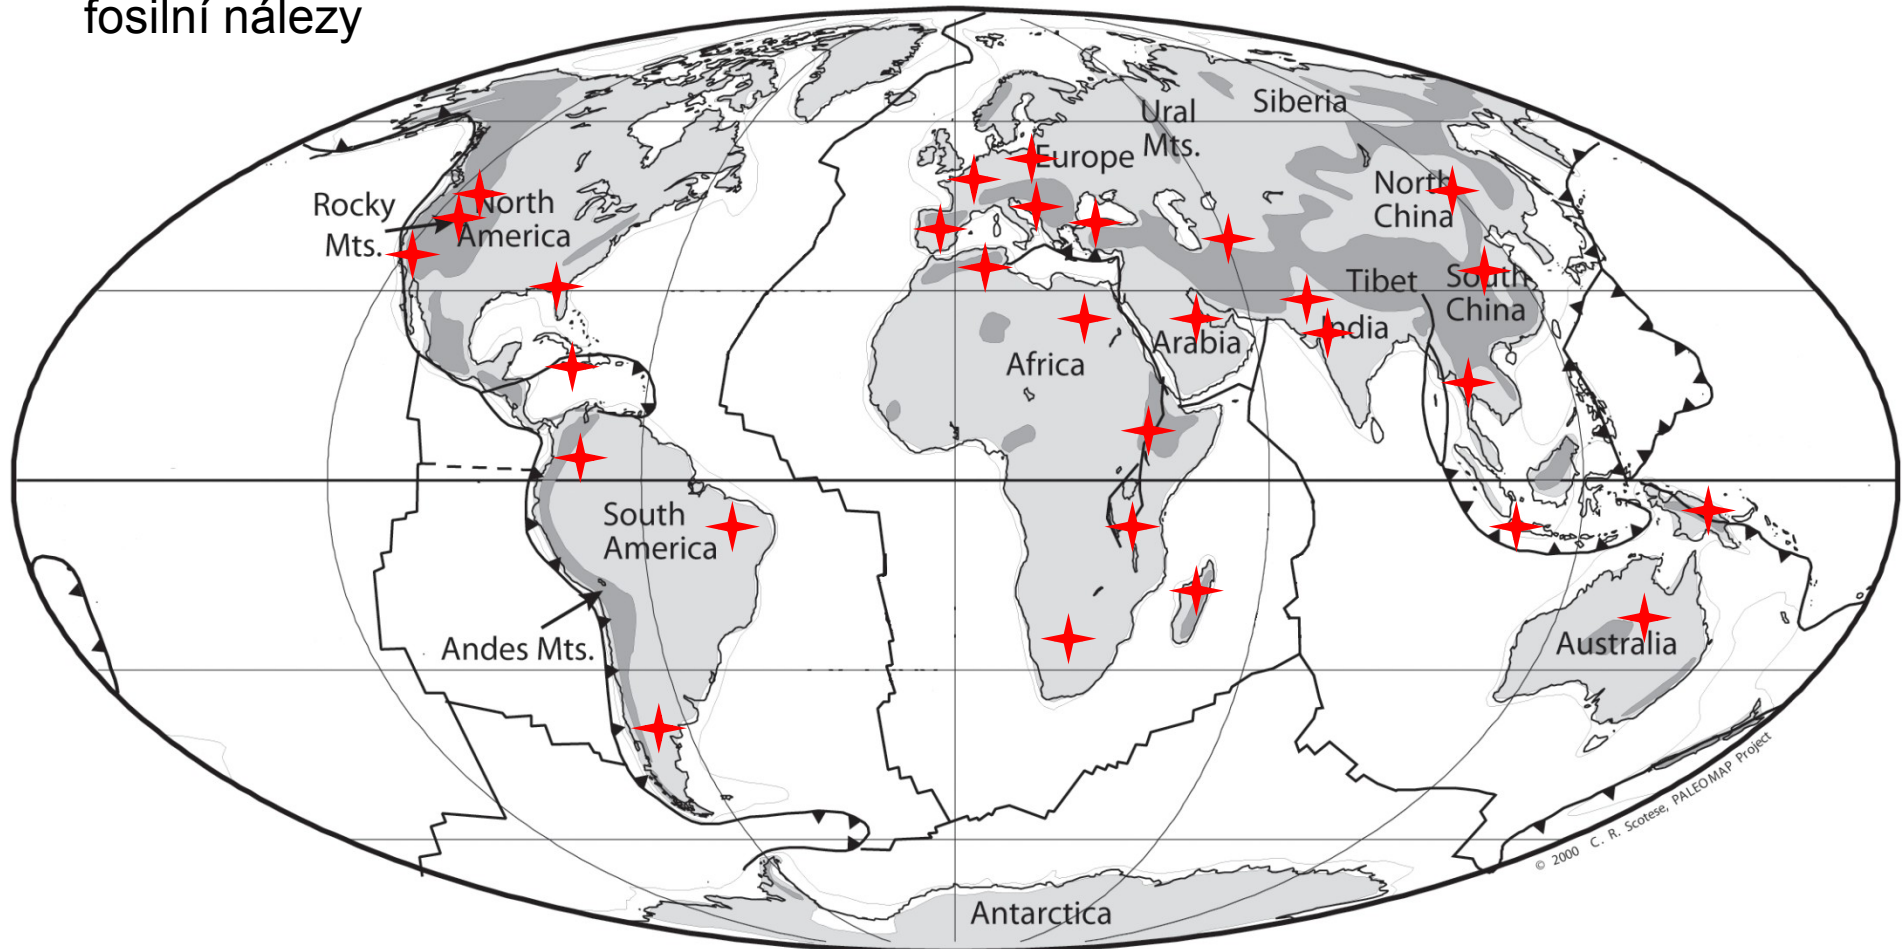 fosilní nálezy
Siberia
Ural
Mts.
Europe
North
China
Rocky
Mts.
North
America
Tibet
South
China
India
Arabia
Africa
South
America
Andes Mts.
Australia
Antarctica
© 2000 C. R. Scotese, PALEOMAP Project